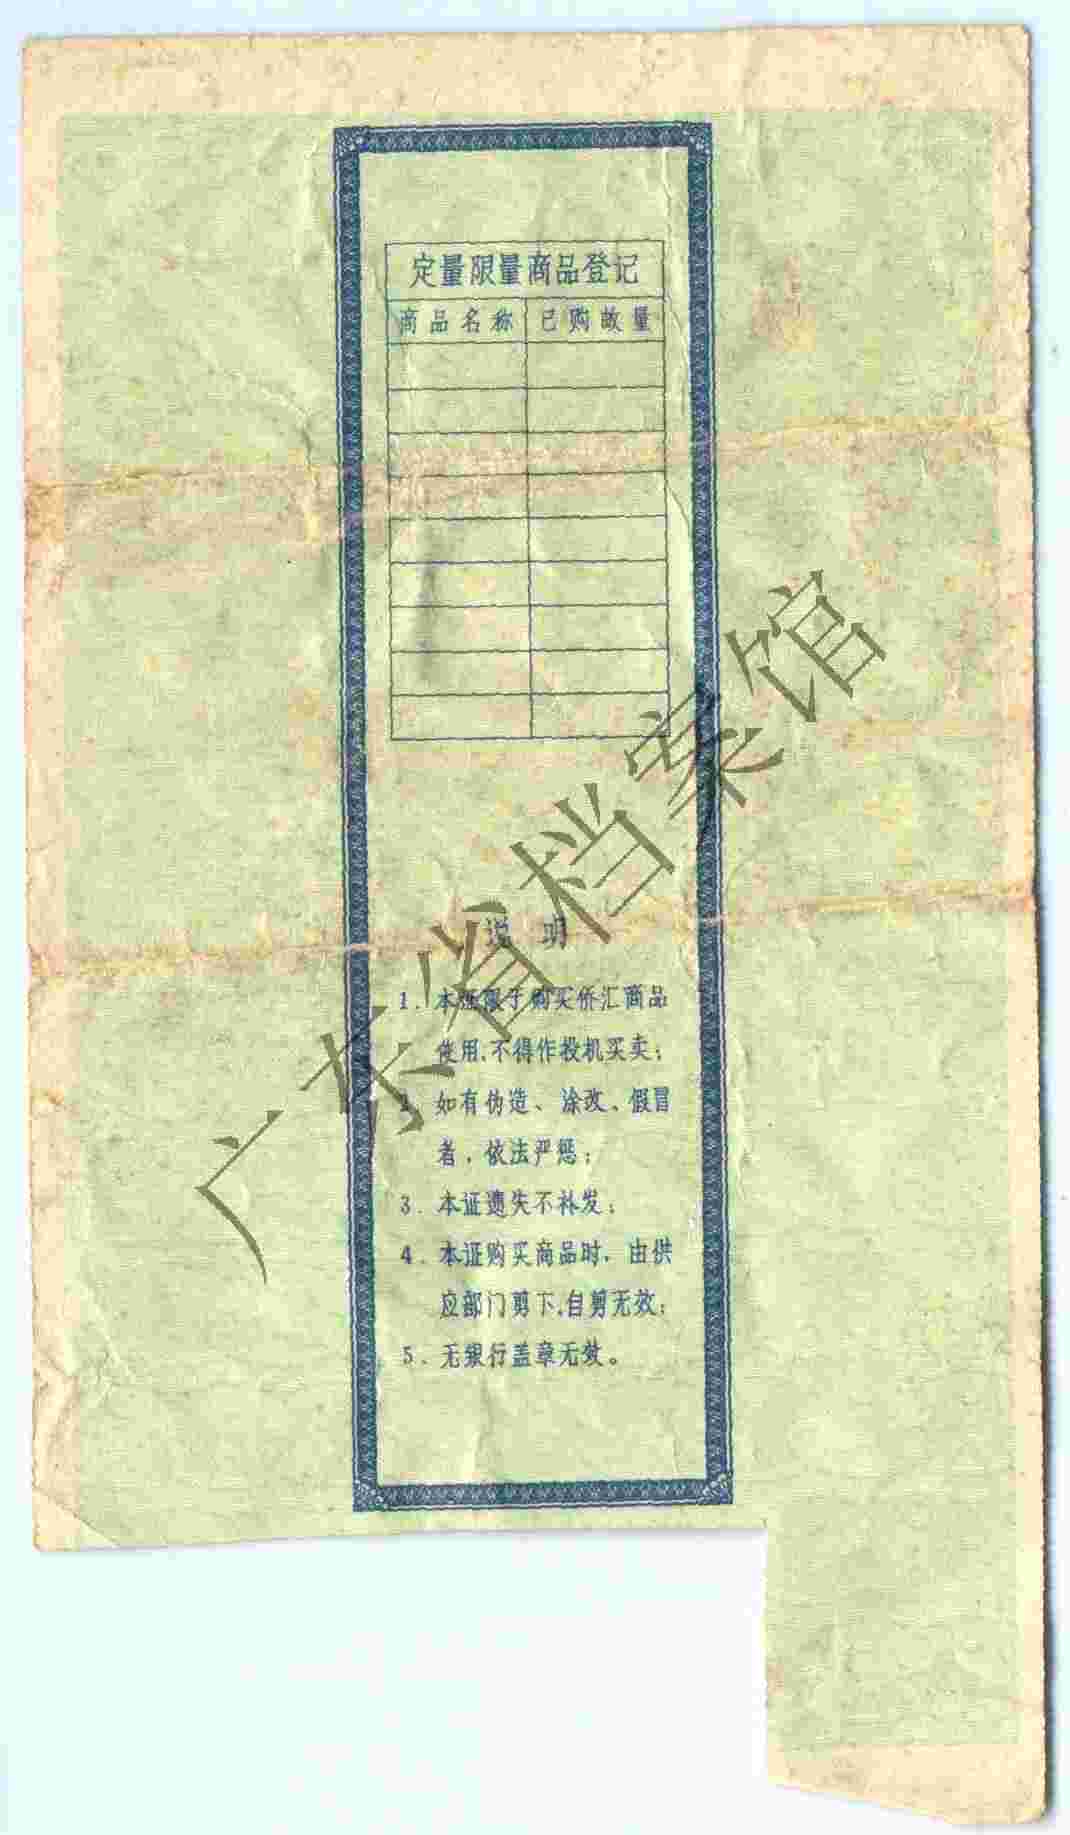 定量限量商品登记
商品名称 已购数量
说明
1. 本证限于购买侨汇商品
使用,不得作投机买卖;
2. 如有伪造、涂改、假冒
者,依法严惩;
3. 本证遗失不补发;
4. 本证购买商品时,由供
应部门剪下,自剪无效;
5. 无银行盖章无效。
广东省档案馆